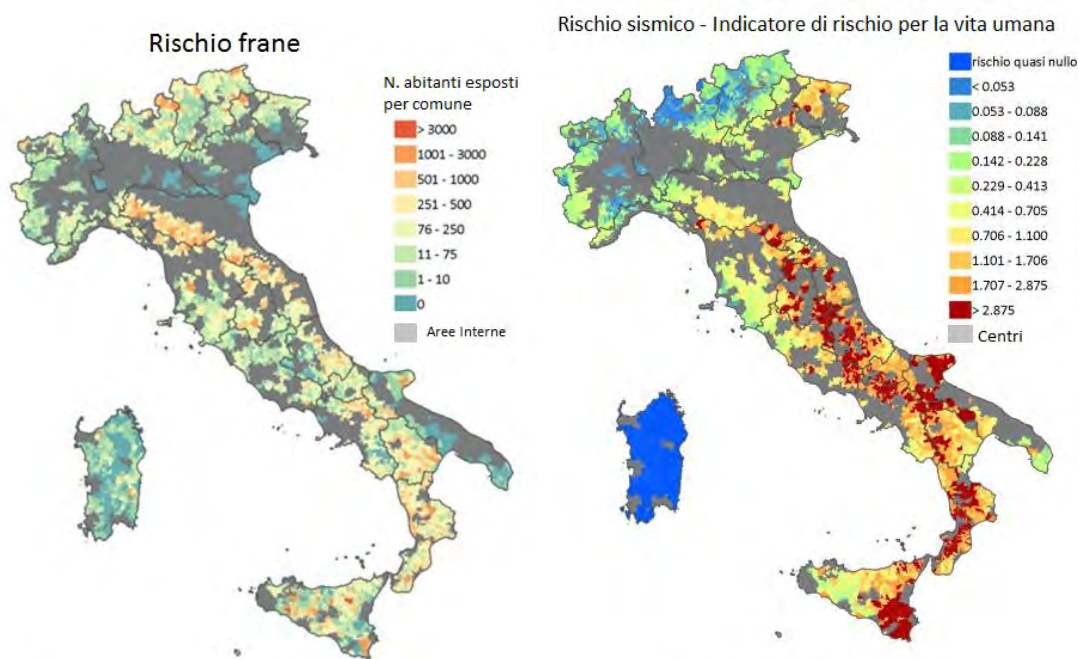 Rischio frane
N. abitanti esposti
per comune
> 3000
1001 - 3000
501 - 1000
251 - 500
76 - 250
11 - 75
1 - 10
0
Aree Interne
Rischio sismico - Indicatore di rischio per la vita umana
rischio quasi nullo
< 0.053
0.053 - 0.088
0.088 - 0.141
0.142 - 0.228
0.229 - 0.413
0.414 - 0.705
0.706 - 1.100
1.101 - 1.706
1.707 - 2.875
> 2.875
Centri